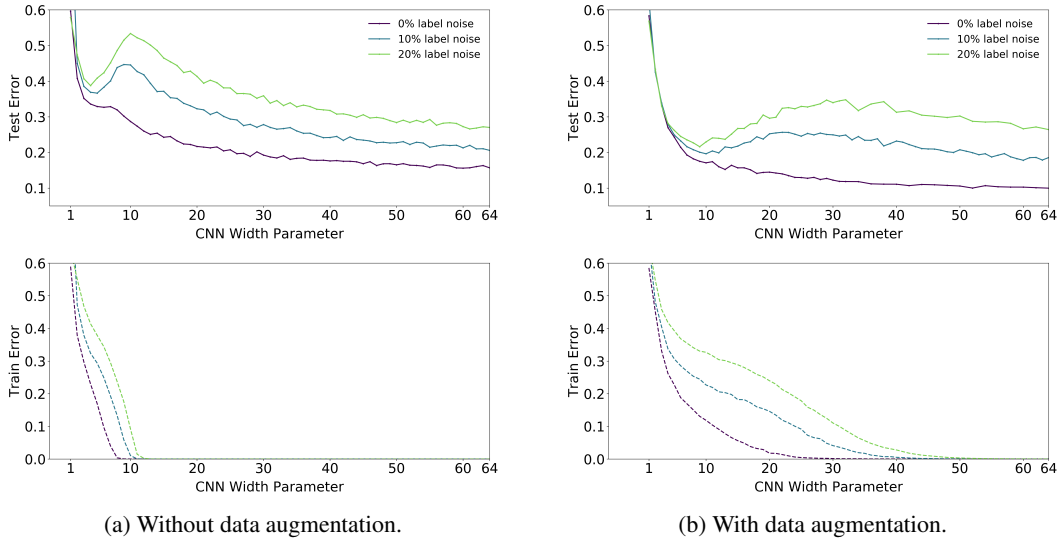 0.6
0.5
0.4
0.3
0.2
0.1
Test Error
0% label noise
10% label noise
20% label noise
1 10 20 30 40 50 60 64
CNN Width Parameter
0.6
0.5
0.4
0.3
0.2
0.1
0.0
Train Error
1 10 20 30 40 50 60 64
CNN Width Parameter
(a) Without data augmentation.
0.6
0.5
0.4
0.3
0.2
0.1
Test Error
0% label noise
10% label noise
20% label noise
1 10 20 30 40 50 60 64
CNN Width Parameter
0.6
0.5
0.4
0.3
0.2
0.1
0.0
Train Error
1 10 20 30 40 50 60 64
CNN Width Parameter
(b) With data augmentation.